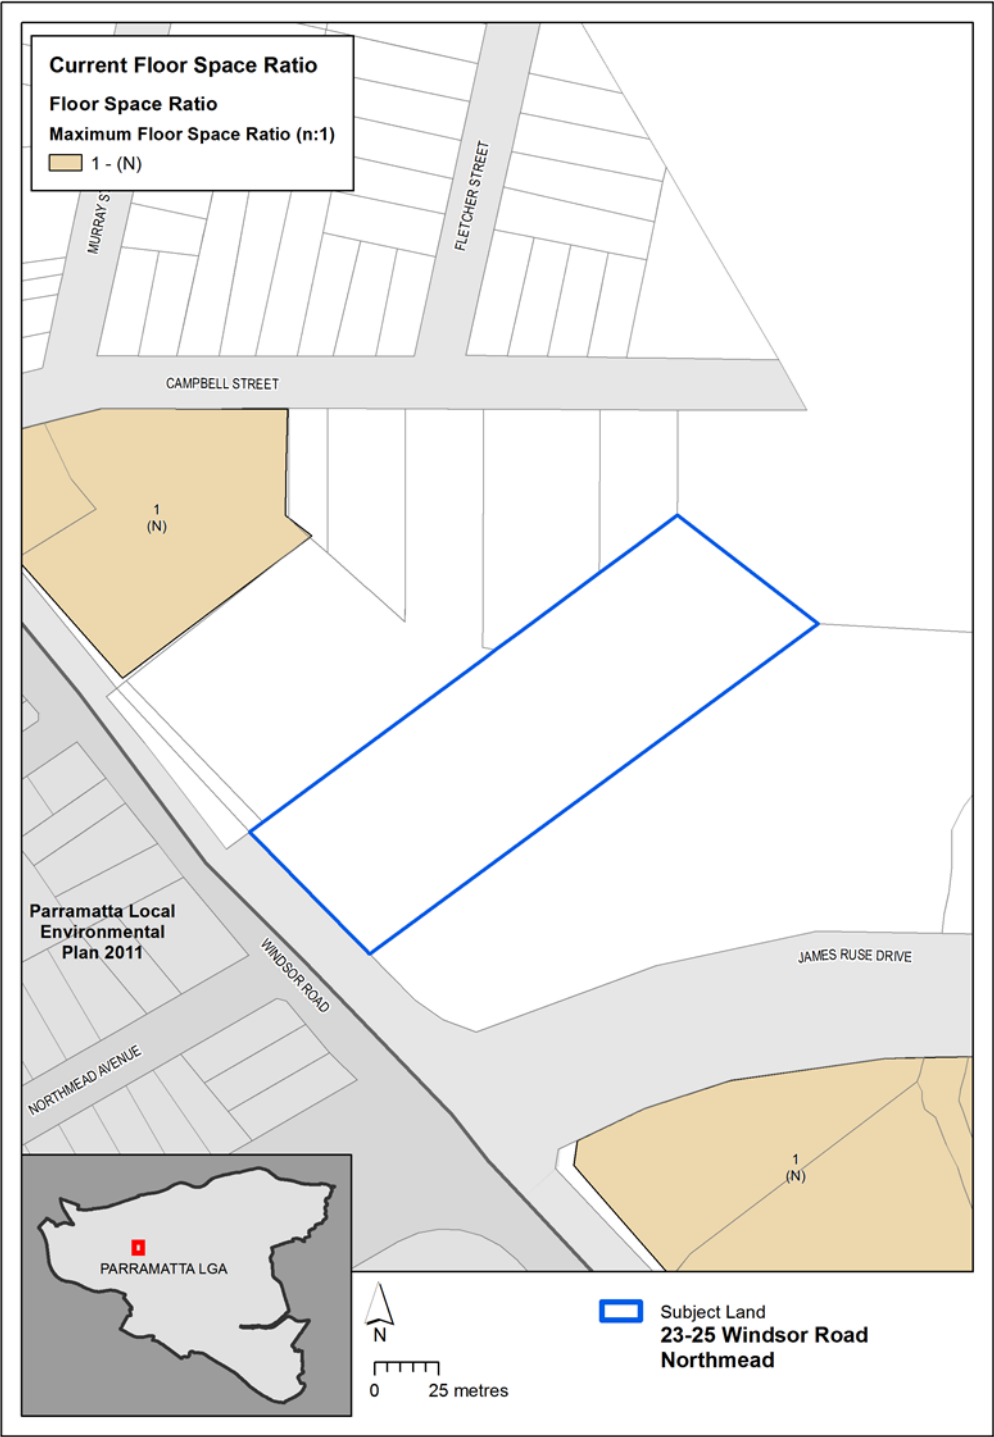 Current Floor Space Ratio
Floor Space Ratio
Maximum Floor Space Ratio (n:1)
1 - (N)
MURRAY S
FLETCHER STREET
CAMPBELL STREET
1
(N)
Parramatta Local
Environmental
Plan 2011
WINDSOR ROAD
JAMES RUSE DRIVE
NORTHMEAD AVENUE
1
(N)
PARRAMATTA LGA
N
0 25 metres
Subject Land
23-25 Windsor Road
Northmead